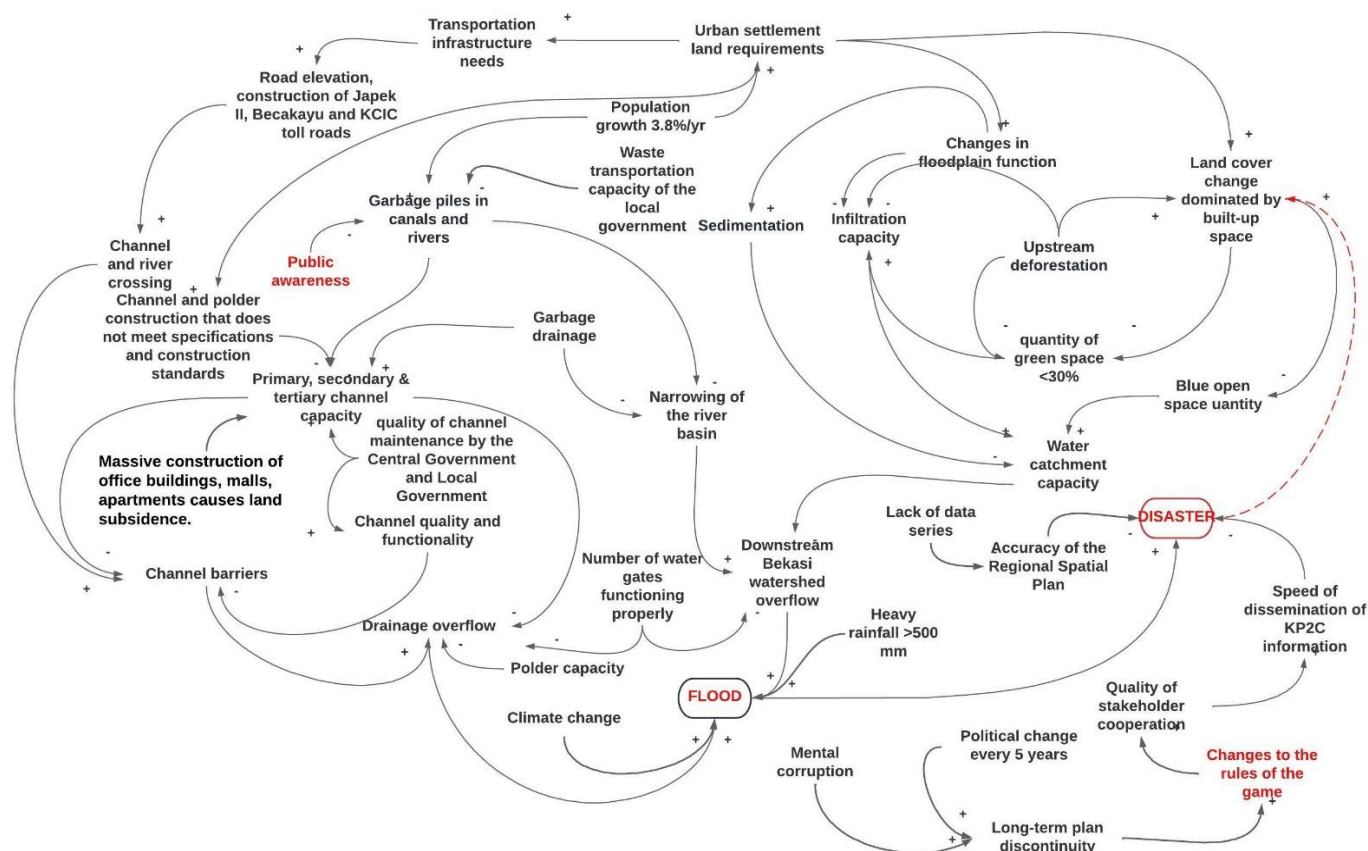 Transportation
infrastructure
needs
Urban settlement
land requirements
Road elevation,
construction of Japek
II, Becakayu and KCIC
toll roads
Population
growth 3.8%/yr
Waste
transportation
capacity of the
local
government
Changes in
floodplain function
Land cover
change
dominated by
built-up
space
Garbage piles in
canals and
rivers
Sedimentation
Infiltration
capacity
Upstream
deforestation
Channel
and river
crossing
Public
awareness
Channel and polder
construction that does
not meet specifications
and construction
standards
Garbage
drainage
quantity of
green space
<30%
Primary, secondary &
tertiary channel
capacity
Narrowing of
the river
basin
Blue open
space uantity
quality of channel
maintenance by the
Central Government
and Local
Government
Water
catchment
capacity
Massive construction of
office buildings, malls,
apartments causes land
subsidence.
Channel quality and
functionality
Lack of data
series
DISASTER
Accuracy of the
Regional Spatial
Plan
Channel barriers
Number of water
gates
functioning
properly
Downstream
Bekasi
watershed
overflow
Heavy
rainfall >500
mm
Speed of
dissemination of
KP2C
information
Drainage overflow
Polder capacity
FLOOD
Climate change
Quality of
stakeholder
cooperation
Mental
corruption
Political change
every 5 years
Changes to the
rules of the
game
Long-term plan
discontinuity